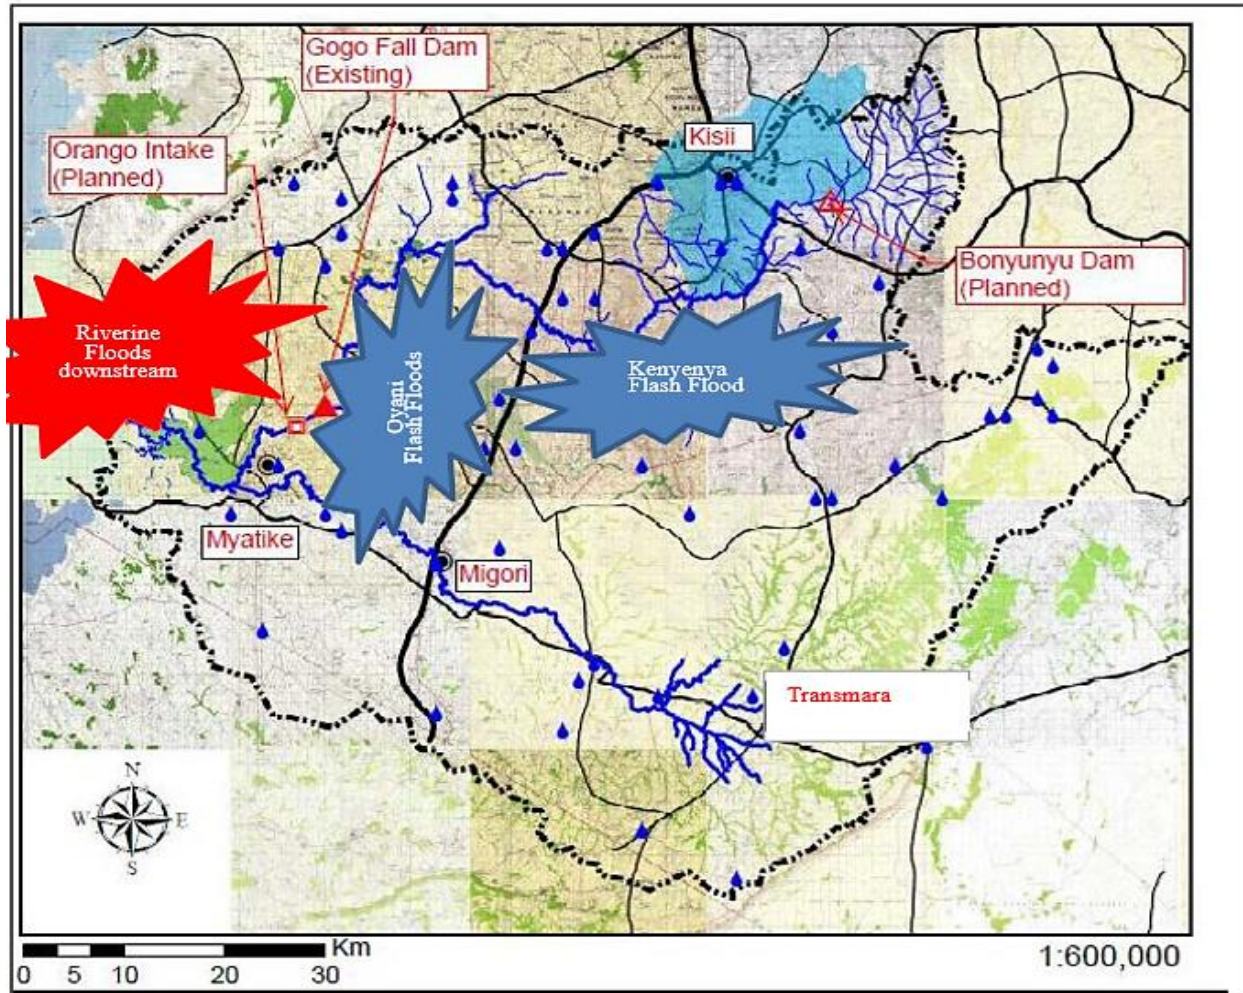 Gogo Fall Dam
(Existing)
Kisii
Orango Intake
(Planned)
Bonyunyu Dam
(Planned)
Riverine
Floods
downstream
Oyani
Flash Floods
Kenyenya
Flash Flood
Myatike
Migori
Transmara
N
W
E
S
Km
0 5 10 20 30
1:600,000